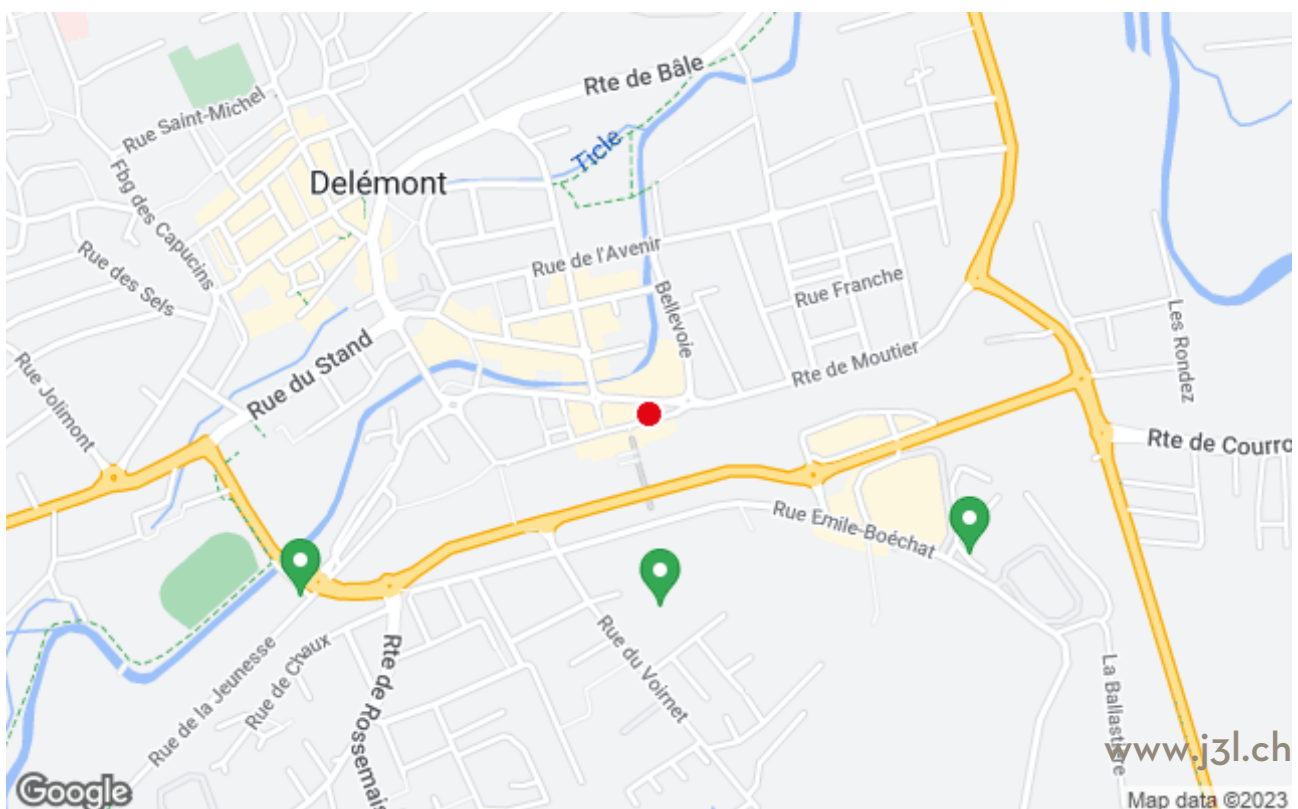 Rte de Bâle
Rue Saint-Michel
Ticle
Delémont
Fbg des Capucins
Rue de l'Avenir
Rue des Sels
Rue Franche
Bellevoie
Les Rondez
Rue du Stand
Rte de Moutier
Rue Jolimont
Rte de Courro
Rue Emile-Boéchat
Rue du Voirnet
Rue de la Jeunesse
Rue de Chaux
Rte de Rossemais
La Ballastière
www.j3l.ch
Google
Map data ©2023